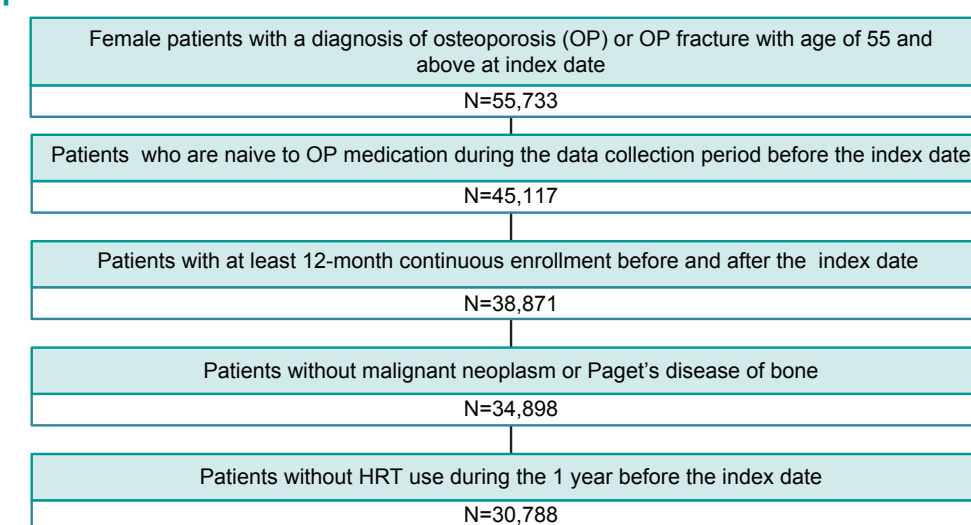 Female patients with a diagnosis of osteoporosis (OP) or OP fracture with age of 55 and
above at index date
N=55,733
Patients who are naive to OP medication during the data collection period before the index date
N=45,117
Patients with at least 12-month continuous enrollment before and after the index date
N=38,871
Patients without malignant neoplasm or Paget’s disease of bone
N=34,898
Patients without HRT use during the 1 year before the index date
N=30,788